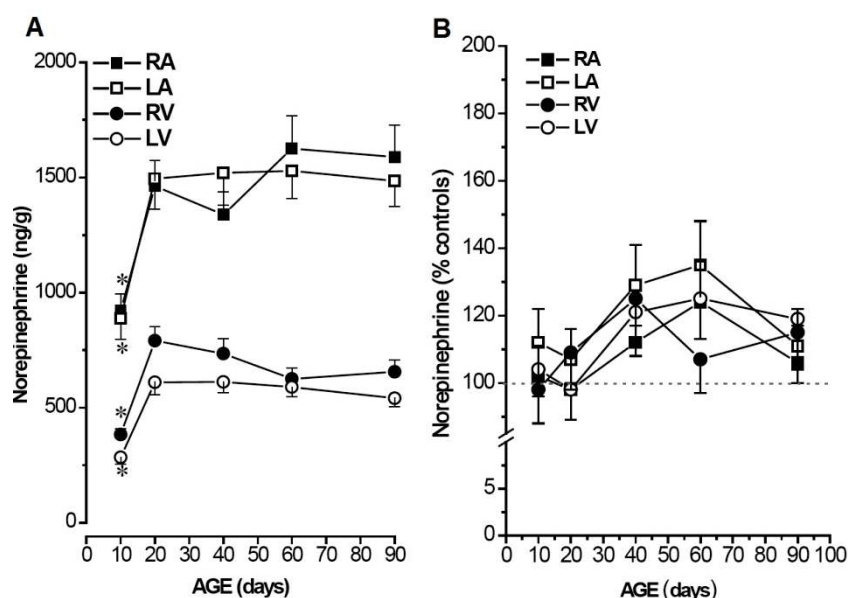 A
RA
LA
RV
LV
2000
1500
1000
500
0
Norepinephrine (ng/g)
*
*
*
*
0 10 20 30 40 50 60 70 80 90
AGE (days)
B
RA
LA
RV
LV
200
180
160
140
120
100
5
0
Norepinephrine (% controls)
0 10 20 30 40 50 60 70 80 90 100
AGE (days)